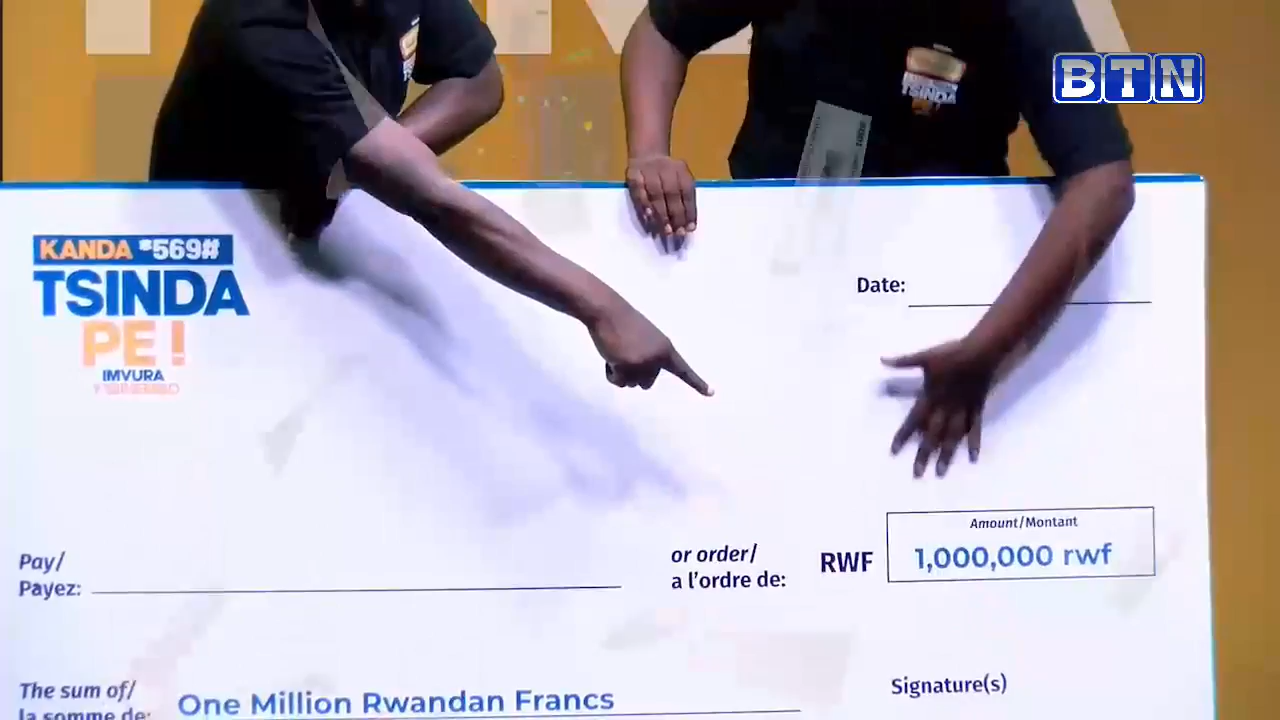 BTN
TSINDA
KANDA *569#
TSINDA
PE !
IMVURA
Date:
Amount/Montant
RWF 1,000,000 rwf
Pay/
Payez:
or order/
a l'ordre de:
The sum of/
la somme de:
One Million Rwandan Francs
Signature(s)